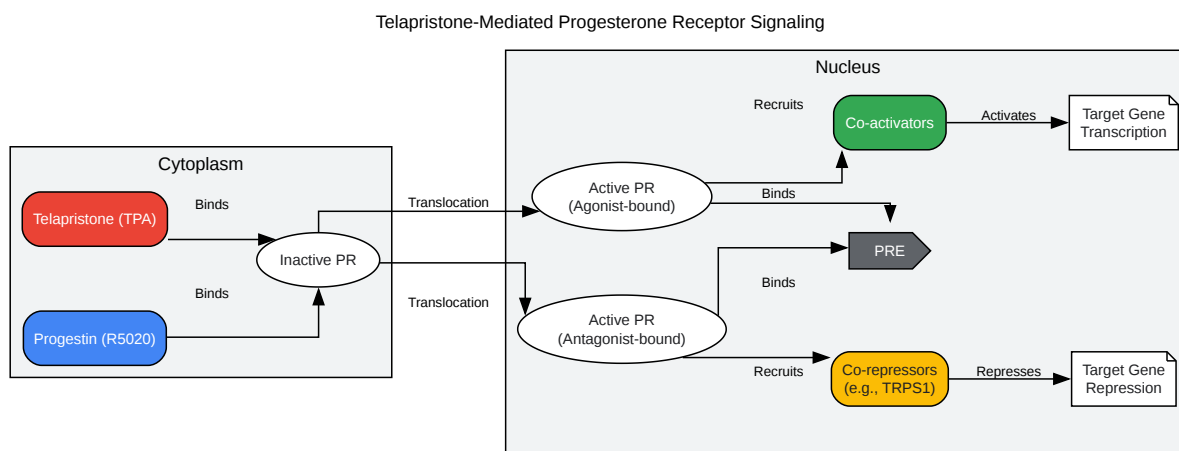 Telapristone-Mediated Progesterone Receptor Signaling
Nucleus
Cytoplasm
Recruits
Co-activators
Activates
Target Gene
Transcription
Telapristone (TPA)
Binds
Translocation
Active PR
(Agonist-bound)
Binds
Inactive PR
PRE
Binds
Translocation
Binds
Progestin (R5020)
Active PR
(Antagonist-bound)
Recruits
Co-repressors
(e.g., TRPS1)
Represses
Target Gene
Repression